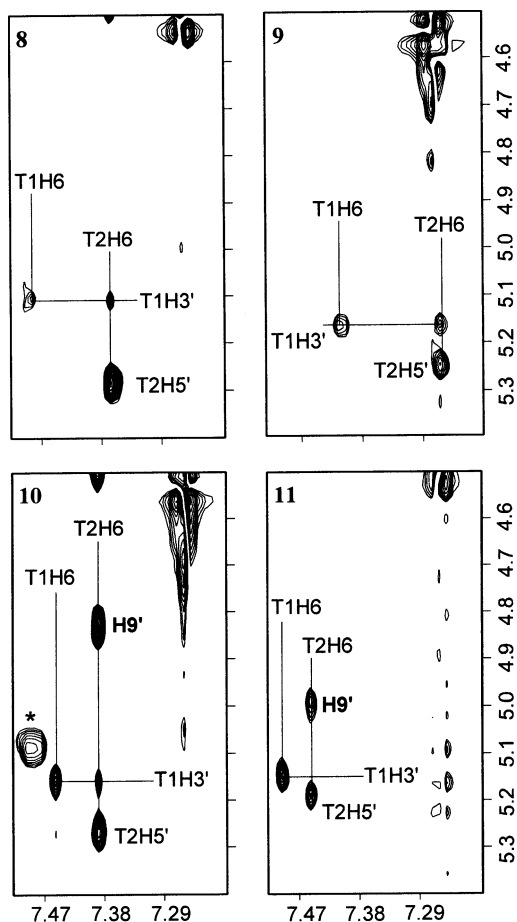 8
T1H6
T2H6
T1H3'
T2H5'
9
T1H6
T2H6
T1H3'
T2H5'
4.6
4.7
4.8
4.9
5.0
5.1
5.2
5.3
10
T2H6
T1H6
H9'
*
T1H3'
T2H5'
7.47 7.38 7.29
11
T1H6
T2H6
H9'
T1H3'
T2H5'
4.6
4.7
4.8
4.9
5.0
5.1
5.2
5.3
7.47 7.38 7.29